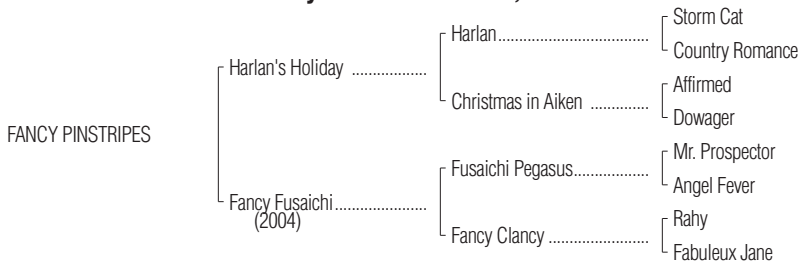 Storm Cat
Harlan
Country Romance
Harlan's Holiday
Affirmed
Christmas in Aiken
Dowager
FANCY PINSTRIPES
Mr. Prospector
Fusaichi Pegasus
Angel Fever
Fancy Fusaichi
(2004)
Rahy
Fancy Clancy
Fabuleux Jane